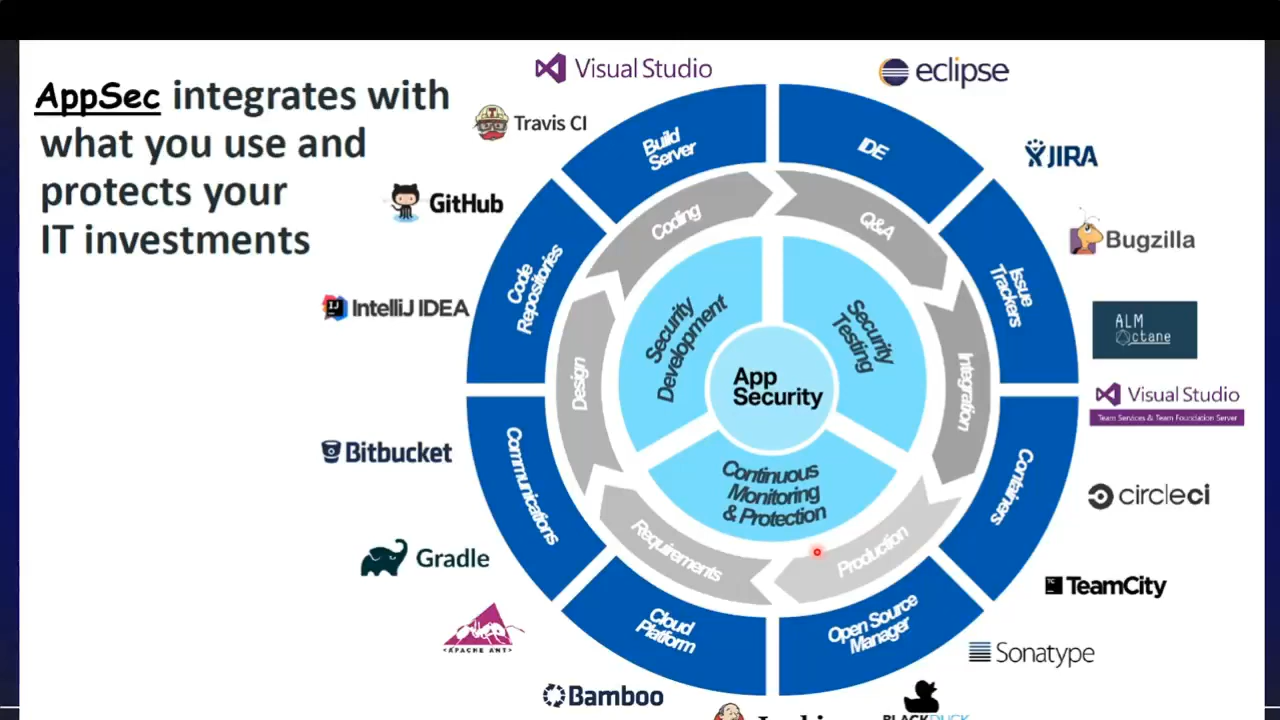 AppSec integrates with
what you use and
protects your
IT investments
Visual Studio
eclipse
Travis CI
JIRA
GitHub
Bugzilla
IntelliJ IDEA
ALM
Octane
Visual Studio
Team Services & Team Foundation Server
Bitbucket
circleci
Gradle
TeamCity
APACHE ANT
Sonatype
Bamboo
BLACKDUCK
Build
Server
IDE
Issue
Trackers
Containers
Open Source
Manager
Cloud
Platform
Communications
Code
Repositories
Coding
Q&A
Integration
Production
Requirements
Design
Security
Development
Security
Testing
Continuous
Monitoring
& Protection
App
Security